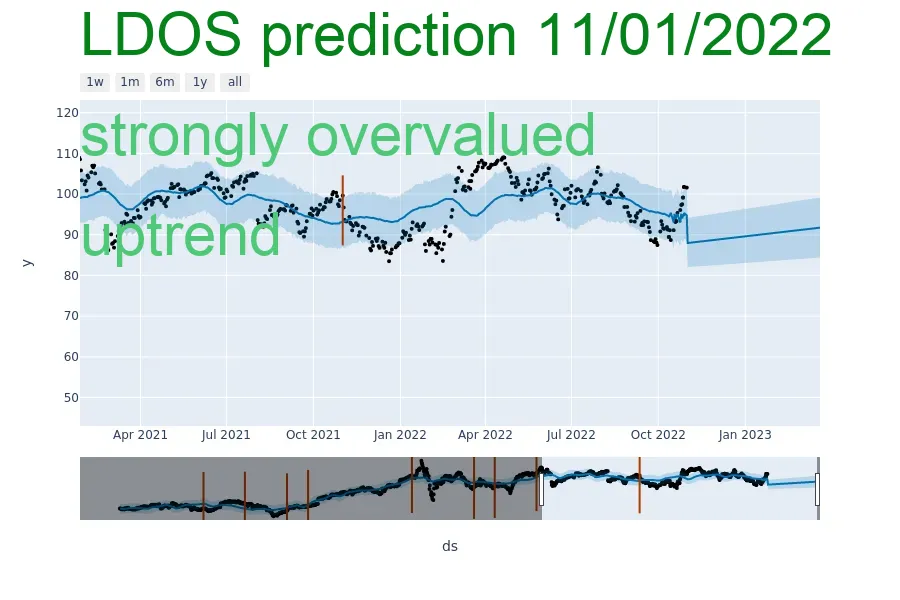 LDOS prediction 11/01/2022
1w 1m 6m 1y all
strongly overvalued
uptrend
120
110
100
90
80
70
60
50
y
Apr 2021 Jul 2021 Oct 2021 Jan 2022 Apr 2022 Jul 2022 Oct 2022 Jan 2023
ds